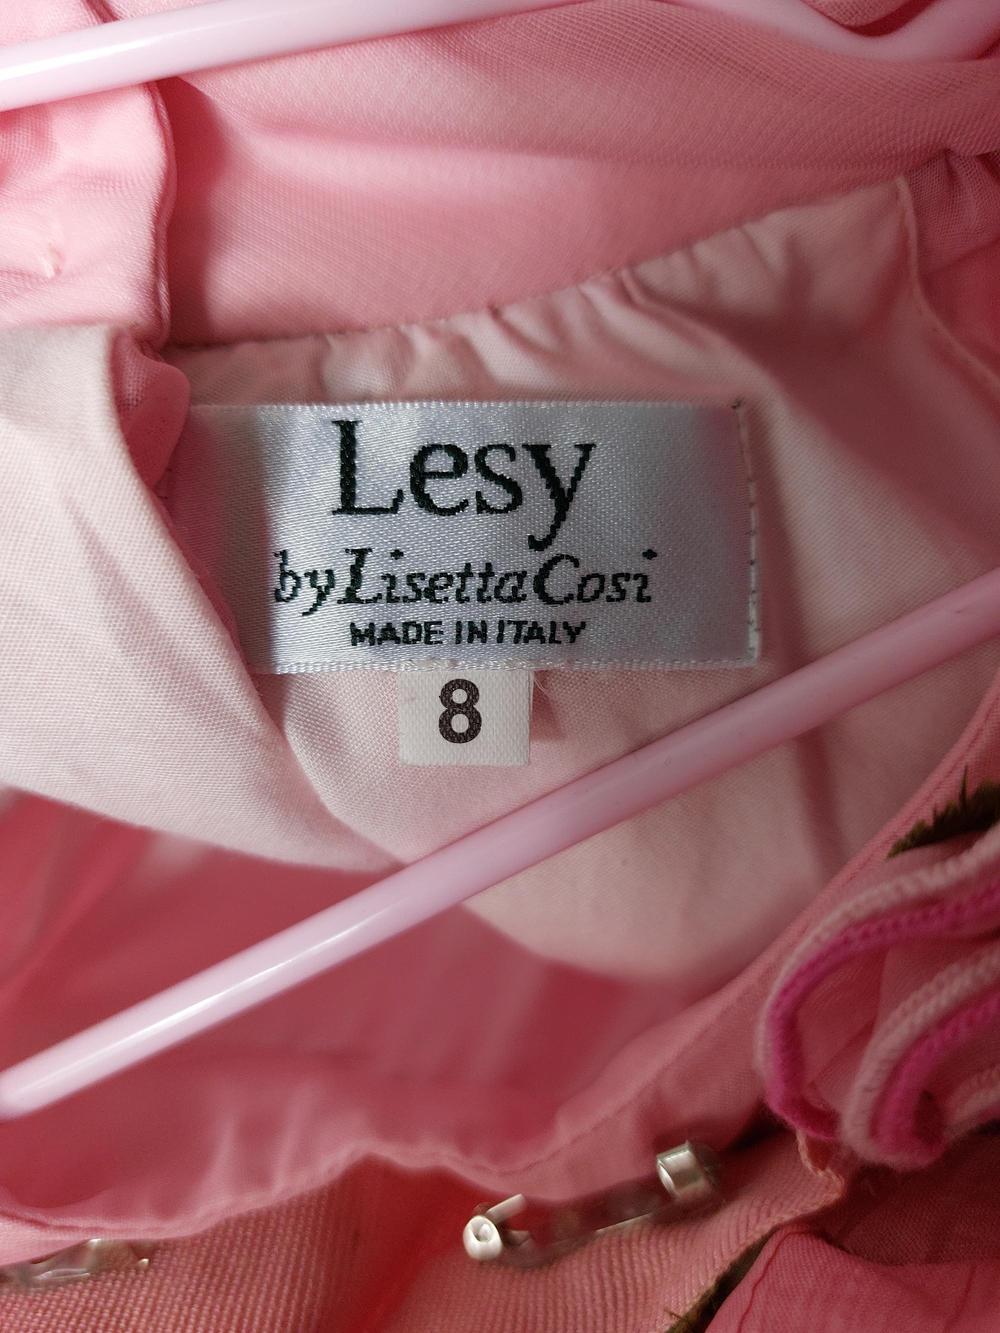 Lesy
by Lisetta Cosi
MADE IN ITALY
8